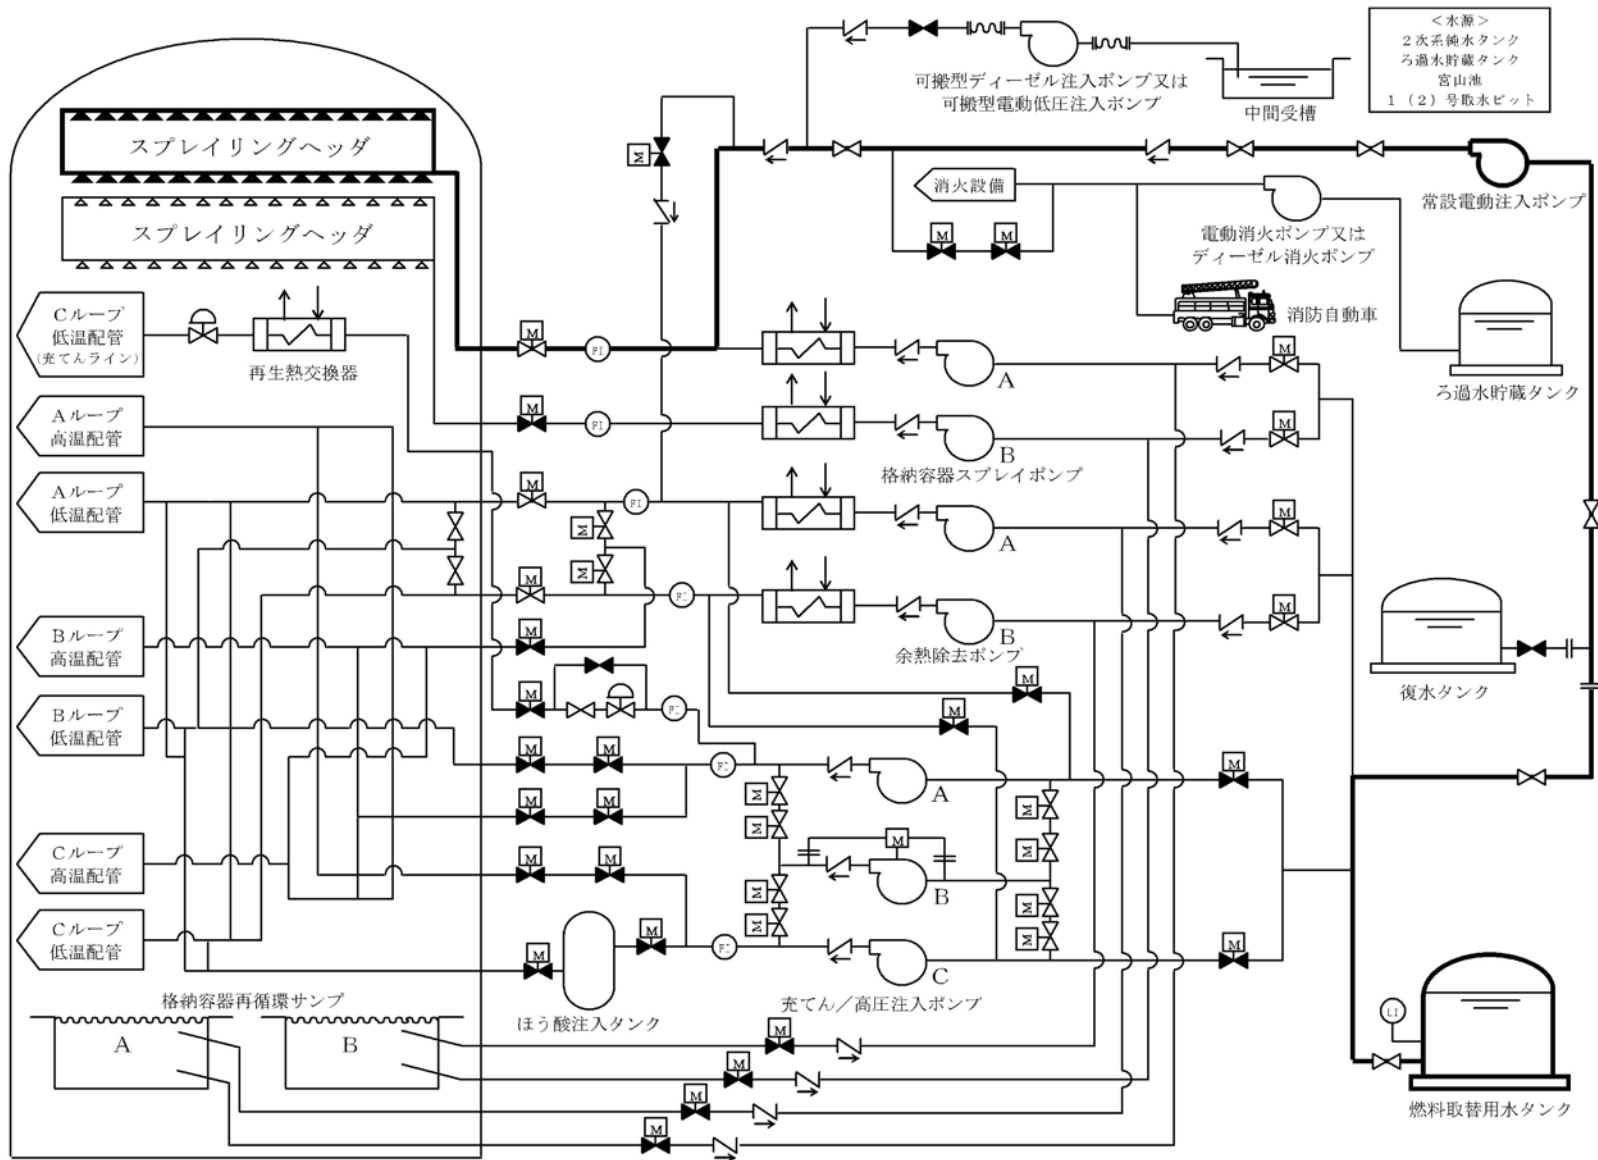 ＜水源＞
２次系純水タンク
ろ過水貯蔵タンク
宮山池
１（２）号取水ピット
可搬型ディーゼル注入ポンプ又は
可搬型電動低圧注入ポンプ
中間受槽
スプレイリングヘッダ
M
消火設備
常設電動注入ポンプ
スプレイリングヘッダ
M
M
電動消火ポンプ又は
ディーゼル消火ポンプ
消防自動車
Cループ
低温配管
(充てんライン)
再生熱交換器
M
FI
A
M
ろ過水貯蔵タンク
Aループ
高温配管
M
FI
B
M
格納容器スプレイポンプ
Aループ
低温配管
M
FI
M
A
M
M
M
FI
B
M
余熱除去ポンプ
Bループ
高温配管
M
復水タンク
M
FI
M
M
Bループ
低温配管
M
M
FI
A
M
M
M
M
M
M
M
M
B
Cループ
高温配管
M
M
M
M
M
M
Cループ
低温配管
M
M
FI
C
M
ほう酸注入タンク
充てん／高圧注入ポンプ
格納容器再循環サンプ
A
B
M
M
M
M
LI
燃料取替用水タンク